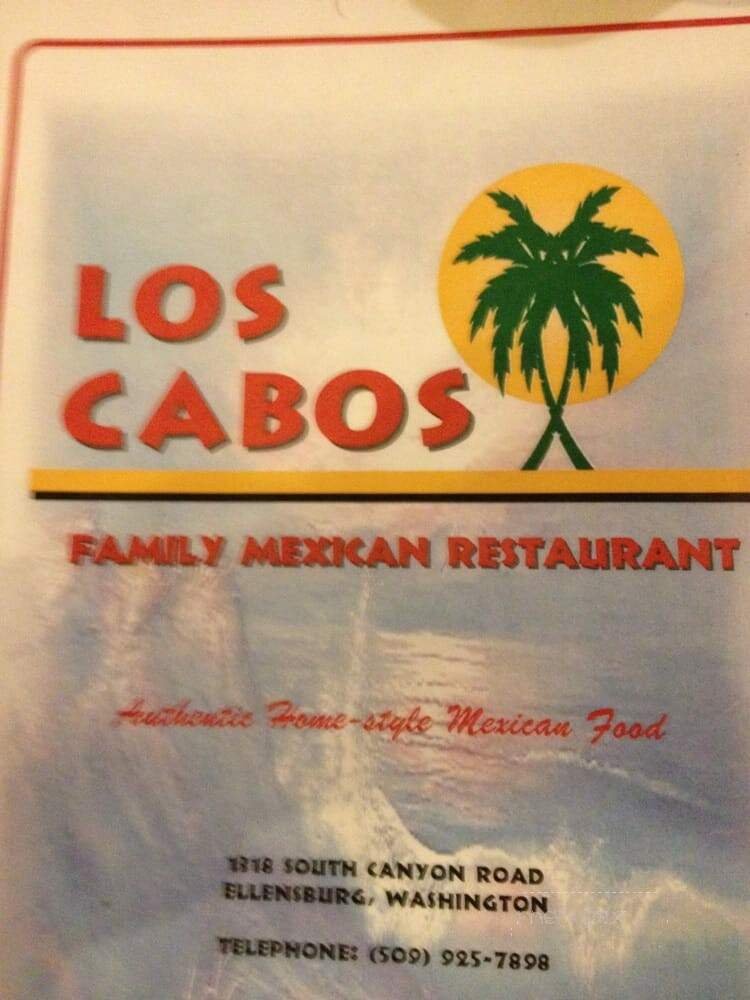 LOS
CABOS
FAMILY MEXICAN RESTAURANT
Authentic Home-style Mexican Food
1318 SOUTH CANYON ROAD
ELLENSBURG, WASHINGTON
TELEPHONE: (509) 925-7898